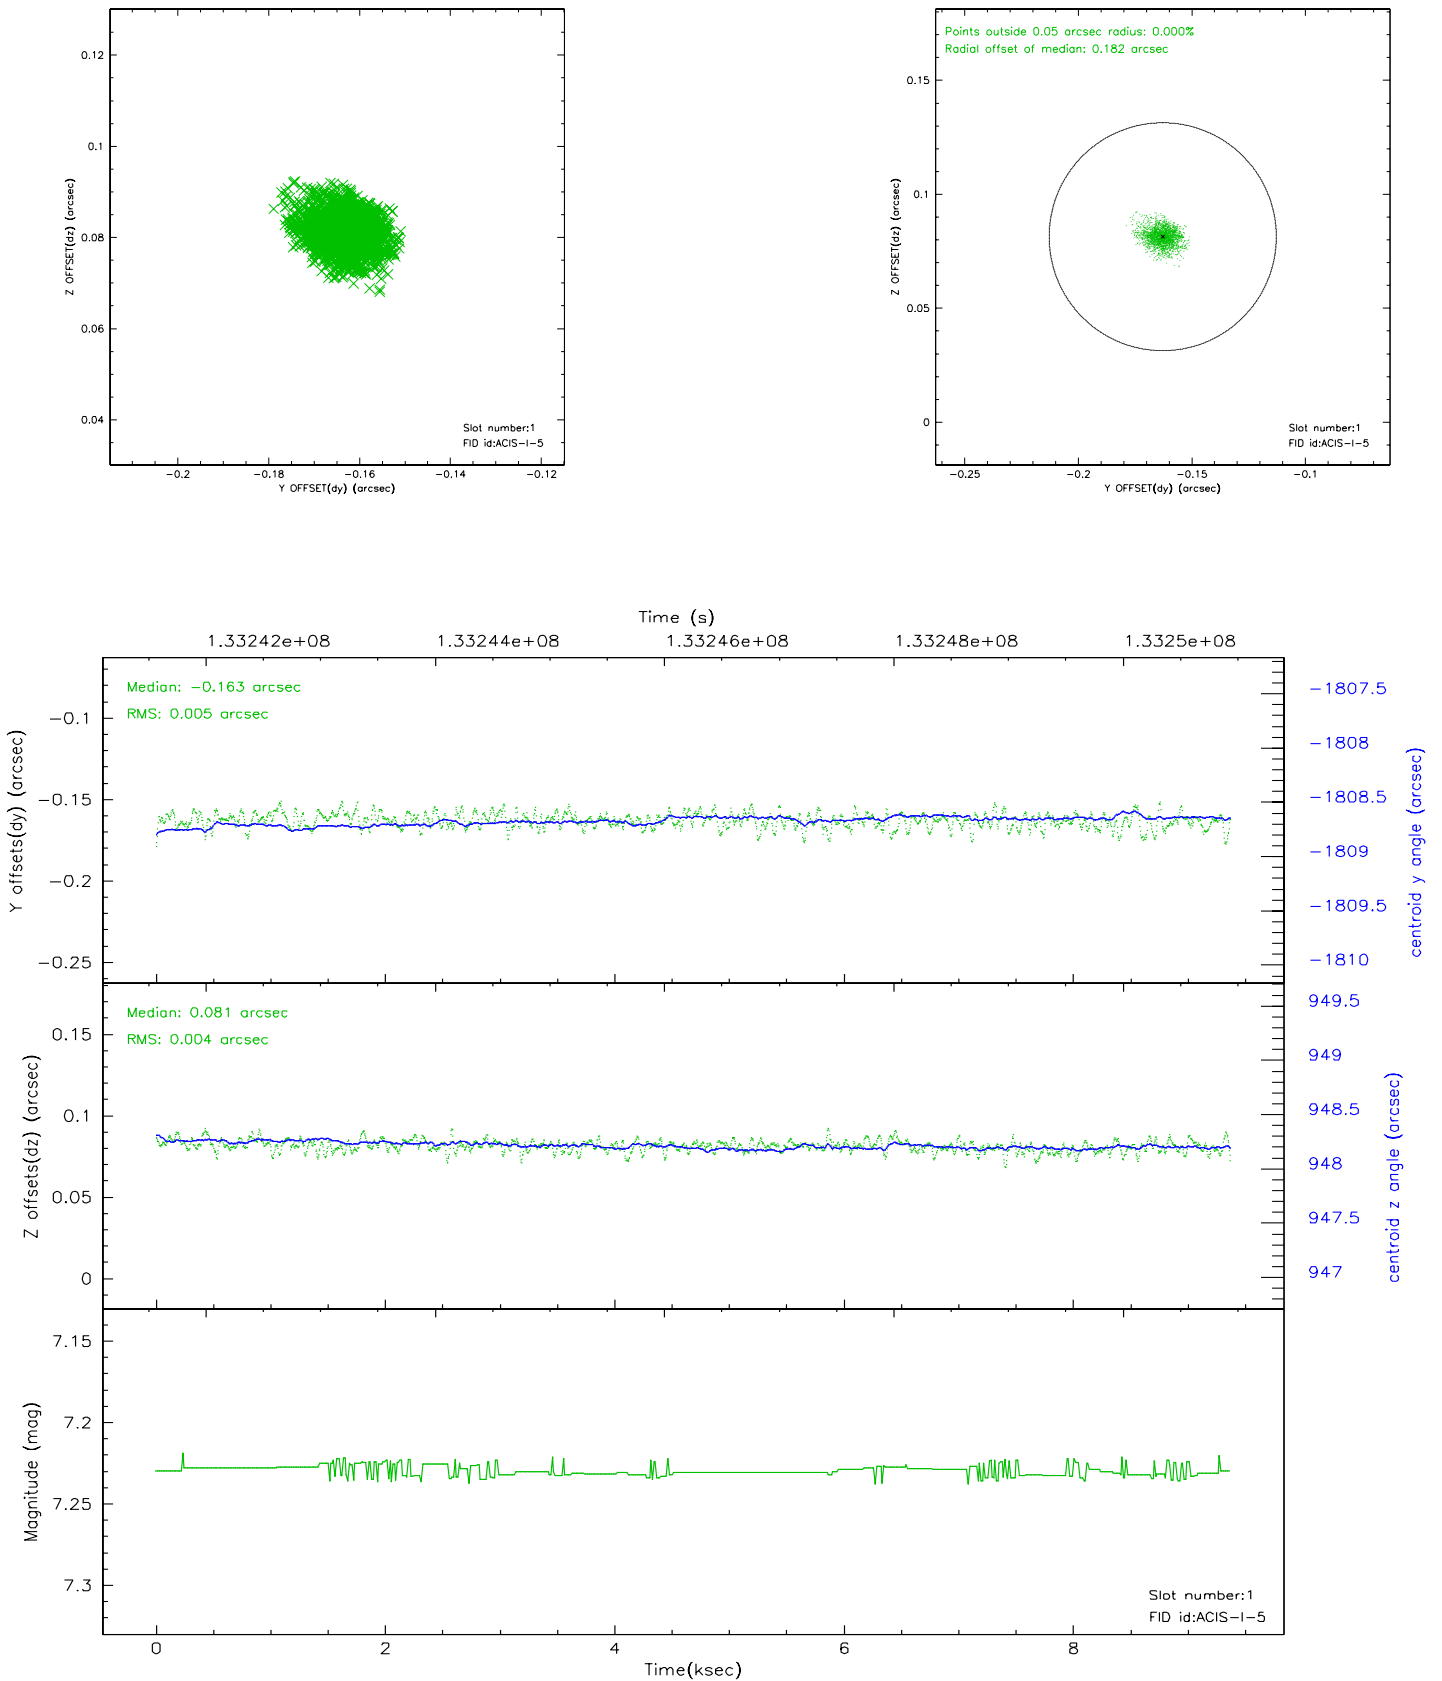 0.12
0.1
0.08
0.06
0.04
Z OFFSET(dz) (arcsec)
Slot number:1
FID id:ACIS-I-5
-0.2 -0.18 -0.16 -0.14 -0.12
Y OFFSET(dy) (arcsec)
Points outside 0.05 arcsec radius: 0.000%
Radial offset of median: 0.182 arcsec
0.15
0.1
0.05
0
Z OFFSET(dz) (arcsec)
Slot number:1
FID id:ACIS-I-5
-0.25 -0.2 -0.15 -0.1
Y OFFSET(dy) (arcsec)
Time (s)
1.33242e+08 1.33244e+08 1.33246e+08 1.33248e+08 1.3325e+08
Median: -0.163 arcsec
RMS: 0.005 arcsec
-0.1
-0.15
-0.2
-0.25
Y offsets(dy) (arcsec)
-1807.5
-1808
-1808.5
-1809
-1809.5
-1810
centroid y angle (arcsec)
Median: 0.081 arcsec
RMS: 0.004 arcsec
0.15
0.1
0.05
0
Z offsets(dz) (arcsec)
949.5
949
948.5
948
947.5
947
centroid z angle (arcsec)
7.15
7.2
7.25
7.3
Magnitude (mag)
Slot number:1
FID id:ACIS-I-5
0 2 4 6 8
Time(ksec)